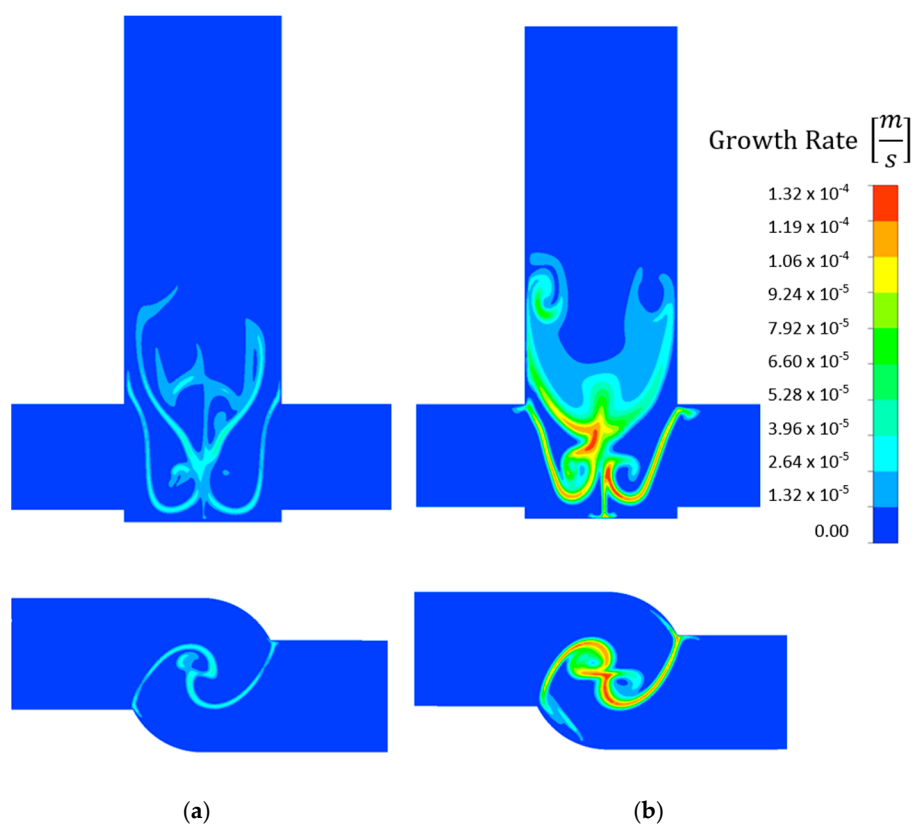 Growth Rate [m/s]
1.32 x 10-4
1.19 x 10-4
1.06 x 10-4
9.24 x 10-5
7.92 x 10-5
6.60 x 10-5
5.28 x 10-5
3.96 x 10-5
2.64 x 10-5
1.32 x 10-5
0.00
(a) (b)